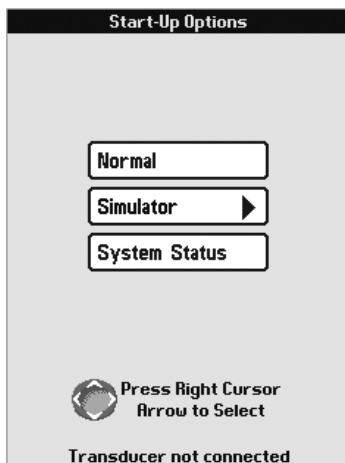 Start-Up Options
Normal
Simulator
System Status
Press Right Cursor
Arrow to Select
Transducer not connected